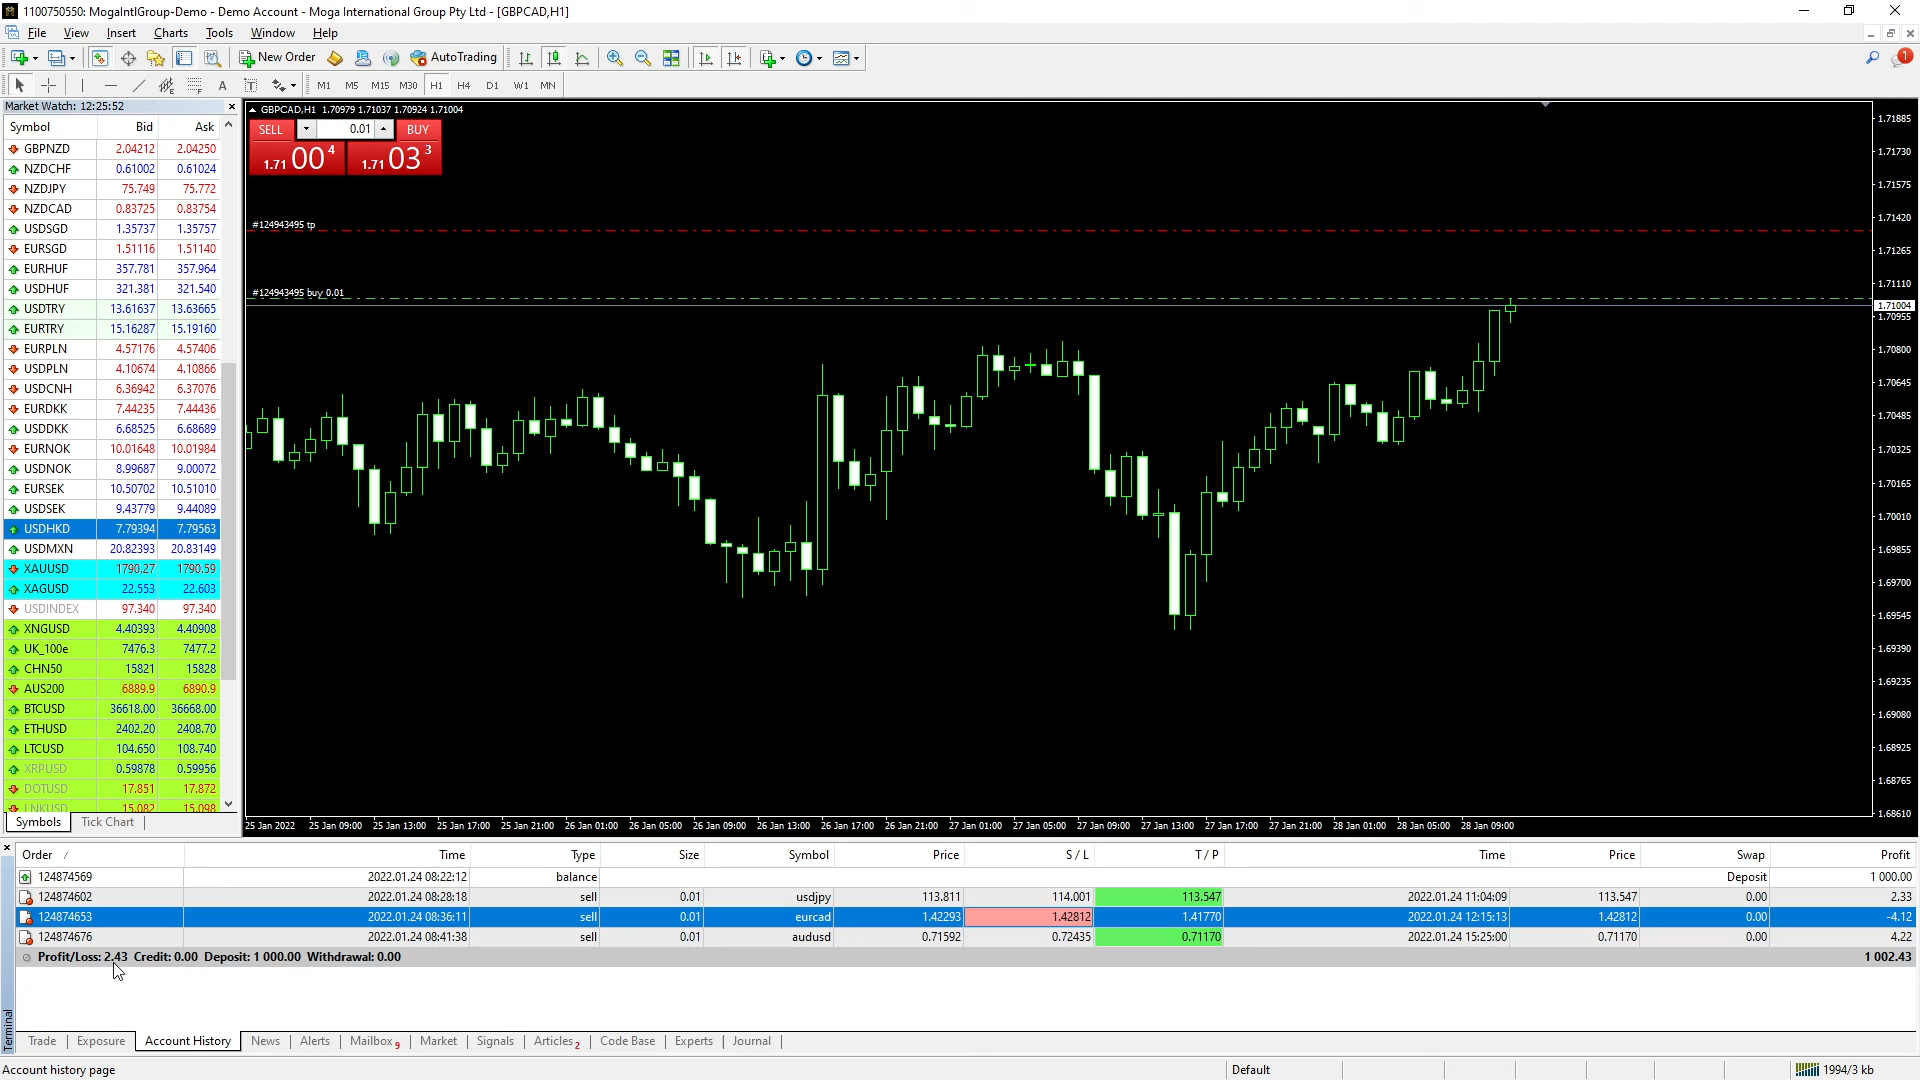 1100750550: MogaIntlGroup-Demo - Demo Account - Moga International Group Pty Ltd - [GBPCAD,H1]
File View Insert Charts Tools Window Help
New Order AutoTrading 1
A T M1 M5 M15 M30 H1 H4 D1 W1 MN
Market Watch: 12:25:52
Symbol Bid Ask
GBPNZD 2.04212 2.04250
NZDCHF 0.61002 0.61024
NZDJPY 75.749 75.772
NZDCAD 0.83725 0.83754
USDSGD 1.35737 1.35757
EURSGD 1.51116 1.51140
EURHUF 357.781 357.964
USDHUF 321.381 321.540
USDTRY 13.61637 13.63665
EURTRY 15.16287 15.19160
EURPLN 4.57176 4.57406
USDPLN 4.10674 4.10866
USDCNH 6.36942 6.37076
EURDKK 7.44235 7.44436
USDDKK 6.68525 6.68689
EURNOK 10.01648 10.01984
USDNOK 8.99687 9.00072
EURSEK 10.50702 10.51010
USDSEK 9.43779 9.44089
USDHKD 7.79394 7.79563
USDMXN 20.82393 20.83149
XAUUSD 1790.27 1790.59
XAGUSD 22.553 22.603
USDINDEX 97.340 97.340
XNGUSD 4.40393 4.40908
UK_100e 7476.3 7477.2
CHN50 15821 15828
AUS200 6889.9 6890.9
BTCUSD 36618.00 36668.00
ETHUSD 2402.20 2408.70
LTCUSD 104.650 108.740
XRPUSD 0.59878 0.59956
DOTUSD 17.851 17.872
LNKUSD 15.082 15.098
Symbols Tick Chart
GBPCAD,H1 1.70979 1.71037 1.70924 1.71004
SELL 0.01 BUY
1.71 00 4 1.71 03 3
#124943495 tp
#124943495 buy 0.01
1.71885
1.71730
1.71575
1.71420
1.71265
1.71110
1.71004
1.70955
1.70800
1.70645
1.70485
1.70325
1.70165
1.70010
1.69855
1.69700
1.69545
1.69390
1.69235
1.69080
1.68925
1.68765
1.68610
25 Jan 2022 25 Jan 09:00 25 Jan 13:00 25 Jan 17:00 25 Jan 21:00 26 Jan 01:00 26 Jan 05:00 26 Jan 09:00 26 Jan 13:00 26 Jan 17:00 26 Jan 21:00 27 Jan 01:00 27 Jan 05:00 27 Jan 09:00 27 Jan 13:00 27 Jan 17:00 27 Jan 21:00 28 Jan 01:00 28 Jan 05:00 28 Jan 09:00
Order / Time Type Size Symbol Price S / L T / P Time Price Swap Profit
124874569 2022.01.24 08:22:12 balance Deposit 1 000.00
124874602 2022.01.24 08:28:18 sell 0.01 usdjpy 113.811 114.001 113.547 2022.01.24 11:04:09 113.547 0.00 2.33
124874653 2022.01.24 08:36:11 sell 0.01 eurcad 1.42293 1.42812 1.41770 2022.01.24 12:15:13 1.42812 0.00 -4.12
124874676 2022.01.24 08:41:38 sell 0.01 audusd 0.71592 0.72435 0.71170 2022.01.24 15:25:00 0.71170 0.00 4.22
Profit/Loss: 2.43 Credit: 0.00 Deposit: 1 000.00 Withdrawal: 0.00 1 002.43
Terminal
Trade Exposure Account History News Alerts Mailbox 9 Market Signals Articles 2 Code Base Experts Journal
Account history page Default 1994/3 kb